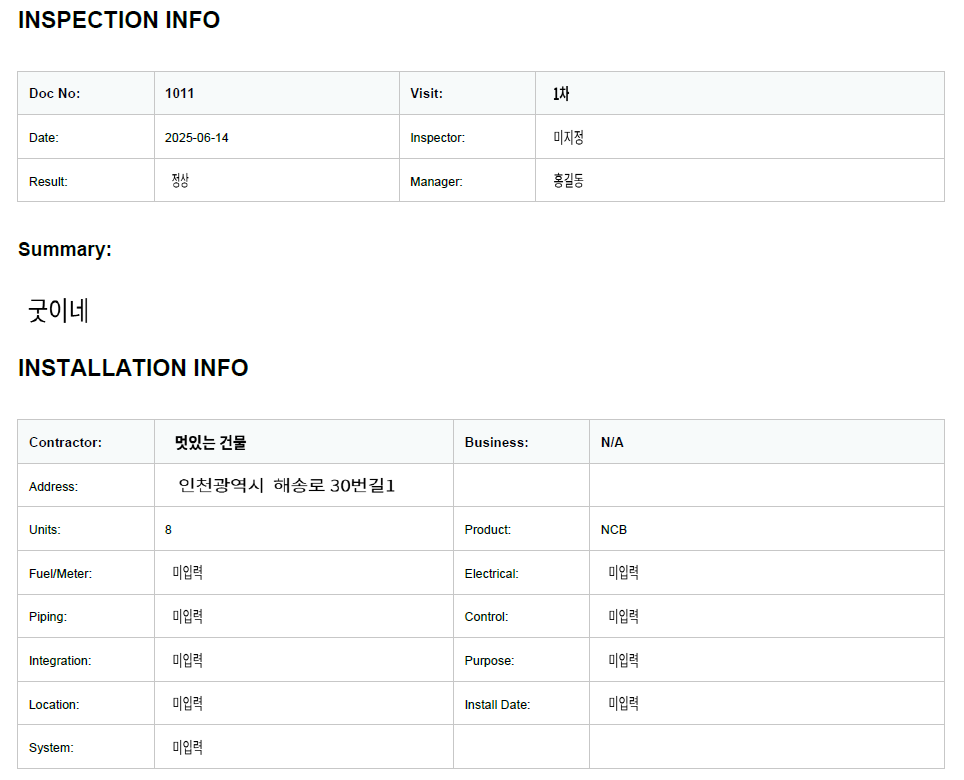 INSPECTION INFO
Doc No: 1011 Visit: 1차
Date: 2025-06-14 Inspector: 미지정
Result: 정상 Manager: 홍길동
Summary:
굿이네
INSTALLATION INFO
Contractor: 멋있는 건물 Business: N/A
Address: 인천광역시 해송로 30번길1
Units: 8 Product: NCB
Fuel/Meter: 미입력 Electrical: 미입력
Piping: 미입력 Control: 미입력
Integration: 미입력 Purpose: 미입력
Location: 미입력 Install Date: 미입력
System: 미입력